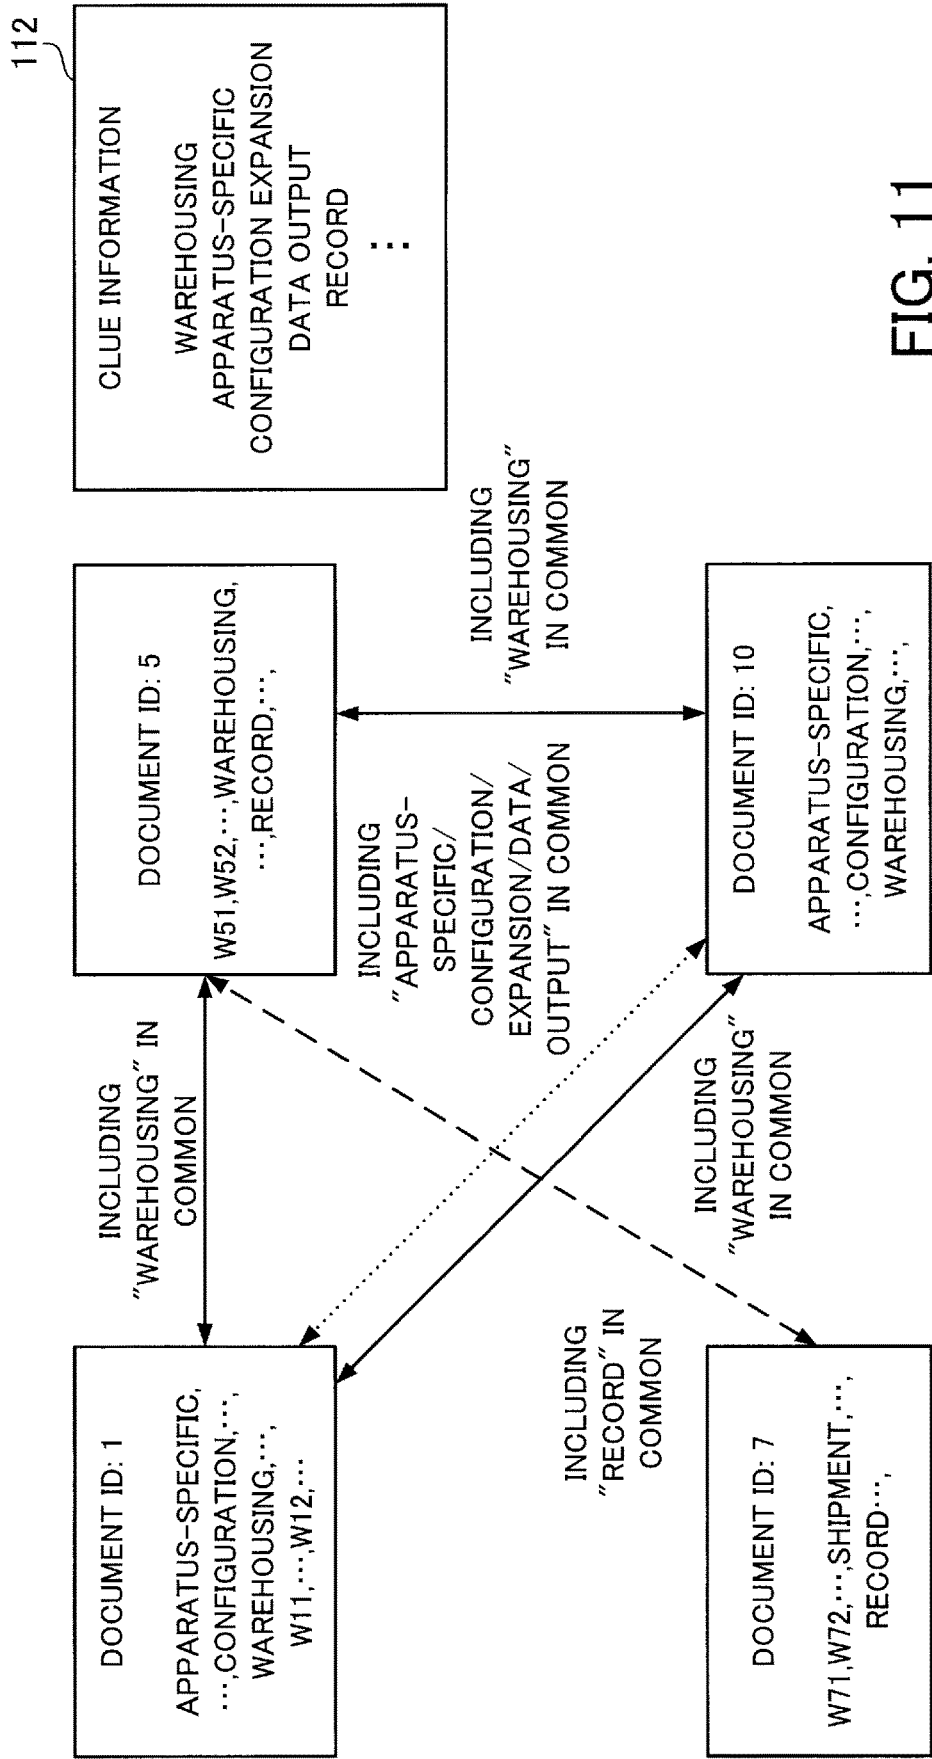 DOCUMENT ID: 1
APPARATUS-SPECIFIC,
…,CONFIGURATION,…,
WAREHOUSING,…,
W11,…,W12,…
INCLUDING
"WAREHOUSING" IN
COMMON
DOCUMENT ID: 5
W51,W52,…,WAREHOUSING,
…,RECORD,…,
112
CLUE INFORMATION
WAREHOUSING
APPARATUS-SPECIFIC
CONFIGURATION EXPANSION
DATA OUTPUT
RECORD
⋮
INCLUDING
"APPARATUS-
SPECIFIC/
CONFIGURATION/
EXPANSION/DATA/
OUTPUT" IN COMMON
INCLUDING
"WAREHOUSING"
IN COMMON
INCLUDING
"RECORD" IN
COMMON
INCLUDING
"WAREHOUSING"
IN COMMON
DOCUMENT ID: 7
W71,W72,…,SHIPMENT,…,
RECORD…,
DOCUMENT ID: 10
APPARATUS-SPECIFIC,
…,CONFIGURATION,…,
WAREHOUSING,…,
FIG. 11